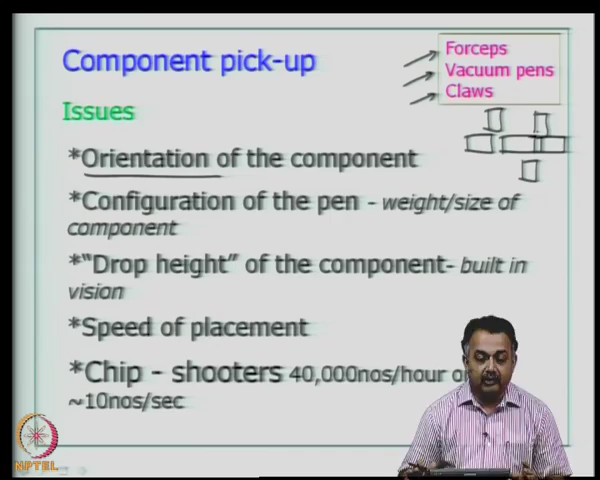 Component pick-up
Forceps
Vacuum pens
Claws
Issues
*Orientation of the component
*Configuration of the pen - weight/size of
component
*"Drop height" of the component- built in
vision
*Speed of placement
*Chip - shooters 40,000nos/hour
~10nos/sec
NPTEL